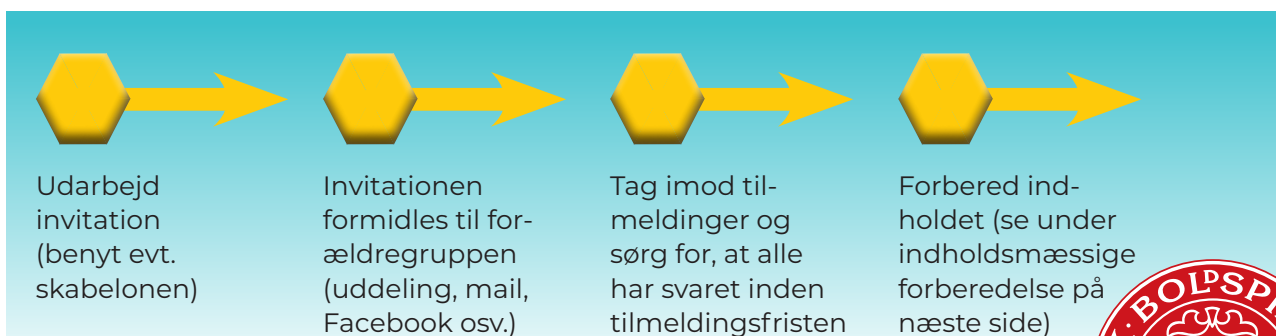 Udarbejd
invitation
(benyt evt.
skabelonen)
Invitationen
formidles til for-
ældregruppen
(uddeling, mail,
Facebook osv.)
Tag imod til-
meldinger og
sørg for, at alle
har svaret inden
tilmeldingsfristen
Forbered ind-
holdet (se under
indholdsmæssige
forberedelse på
næste side)